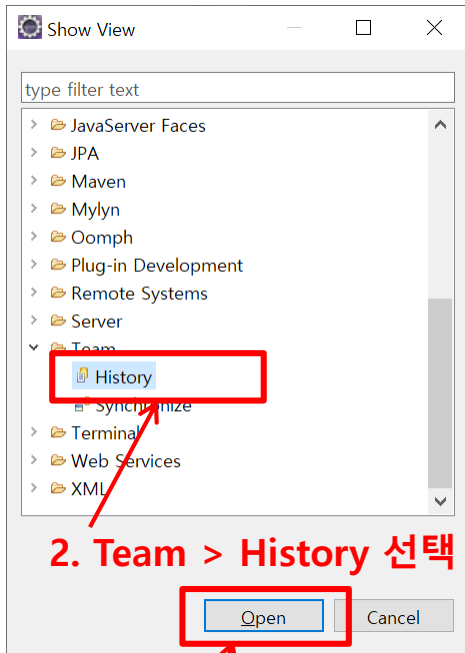 Show View
type filter text
JavaServer Faces
JPA
Maven
Mylyn
Oomph
Plug-in Development
Remote Systems
Server
Team
History
Synchronize
Terminal
Web Services
XML
2. Team > History 선택
Open
Cancel